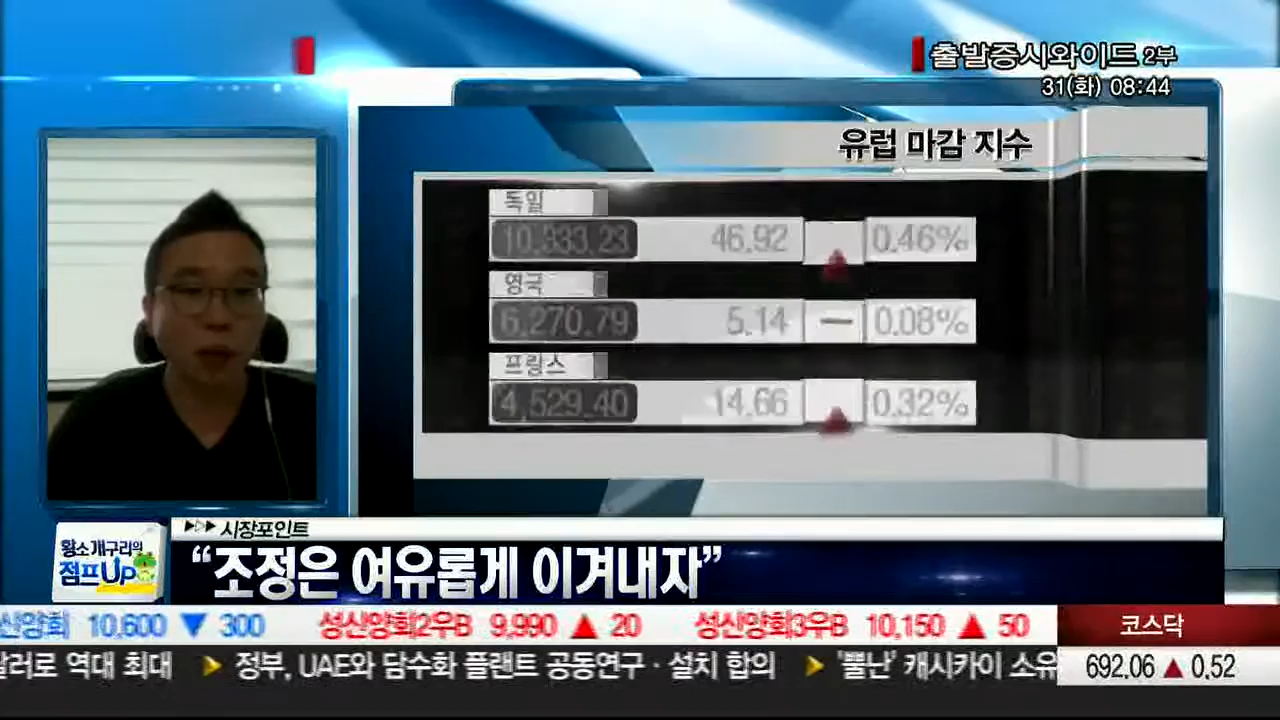 출발증시와이드 2부
31(화) 08:44
유럽 마감 지수
독일
10,933.23 46.92 ▲ 0.46%
영국
6,270.79 5.14 — 0.08%
프랑스
4,529.40 14.66 ▲ 0.32%
황소개구리의
점프UP
▶▷▶ 시장포인트
“조정은 여유롭게 이겨내자”
신양회 10,600 ▼ 300 성신양회2우B 9,990 ▲ 20 성신양회3우B 10,150 ▲ 50 코스닥
달러로 역대 최대 > 정부, UAE와 담수화 플랜트 공동연구·설치 합의 > '뿔난' 캐시카이 소유 692.06 ▲ 0.52